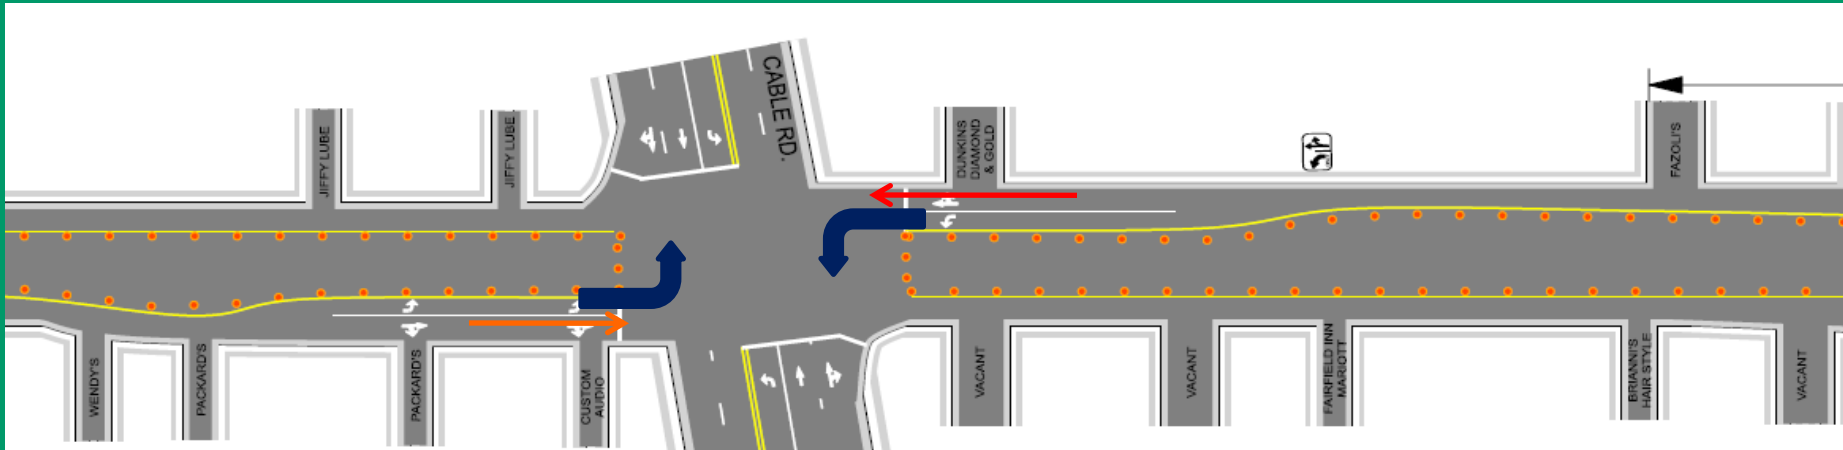 CABLE RD.
JIFFY LUBE
JIFFY LUBE
DUNKINS
DIAMOND
& GOLD
FAZOLI'S
WENDY'S
PACKARD'S
PACKARD'S
CUSTOM
AUDIO
VACANT
VACANT
FAIRFIELD INN
MARIOTT
BRIANNI'S
HAIR STYLE
VACANT